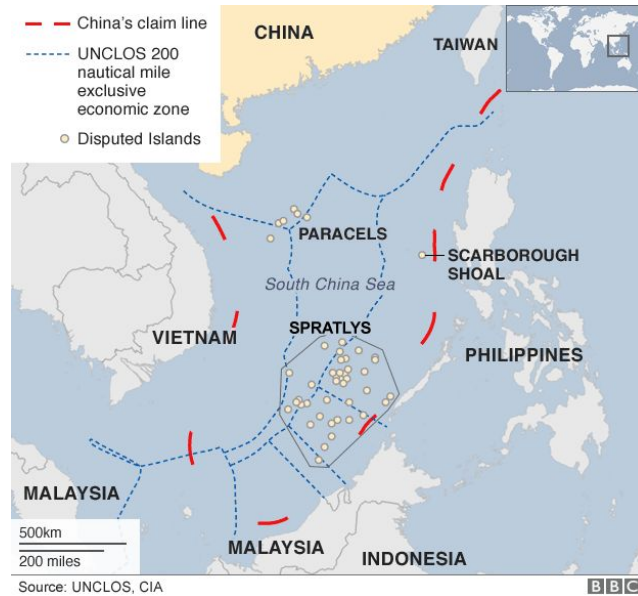 China's claim line
UNCLOS 200
nautical mile
exclusive
economic zone
Disputed Islands
CHINA
TAIWAN
PARACELS
SCARBOROUGH
SHOAL
South China Sea
SPRATLYS
VIETNAM
PHILIPPINES
MALAYSIA
500km
200 miles
MALAYSIA
INDONESIA
Source: UNCLOS, CIA
BBC